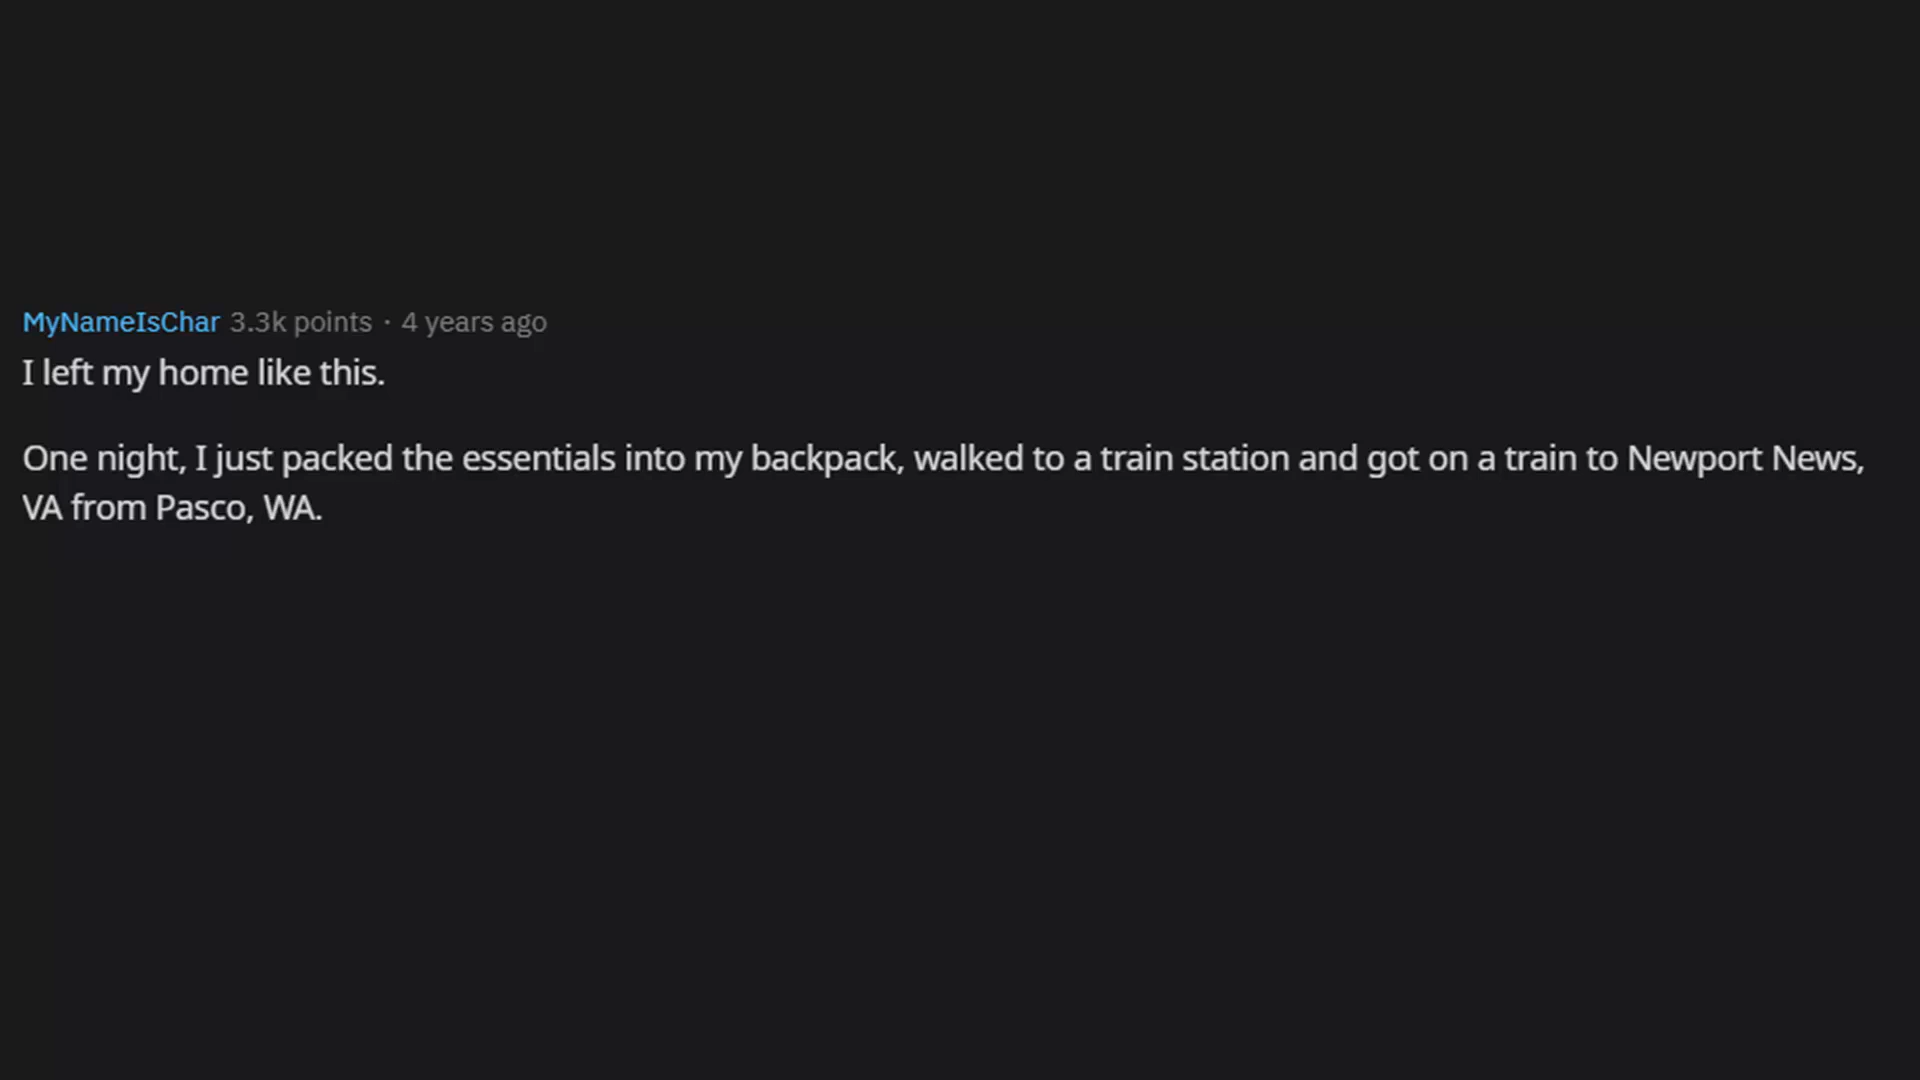 MyNameIsChar 3.3k points · 4 years ago
I left my home like this.
One night, I just packed the essentials into my backpack, walked to a train station and got on a train to Newport News,
VA from Pasco, WA.